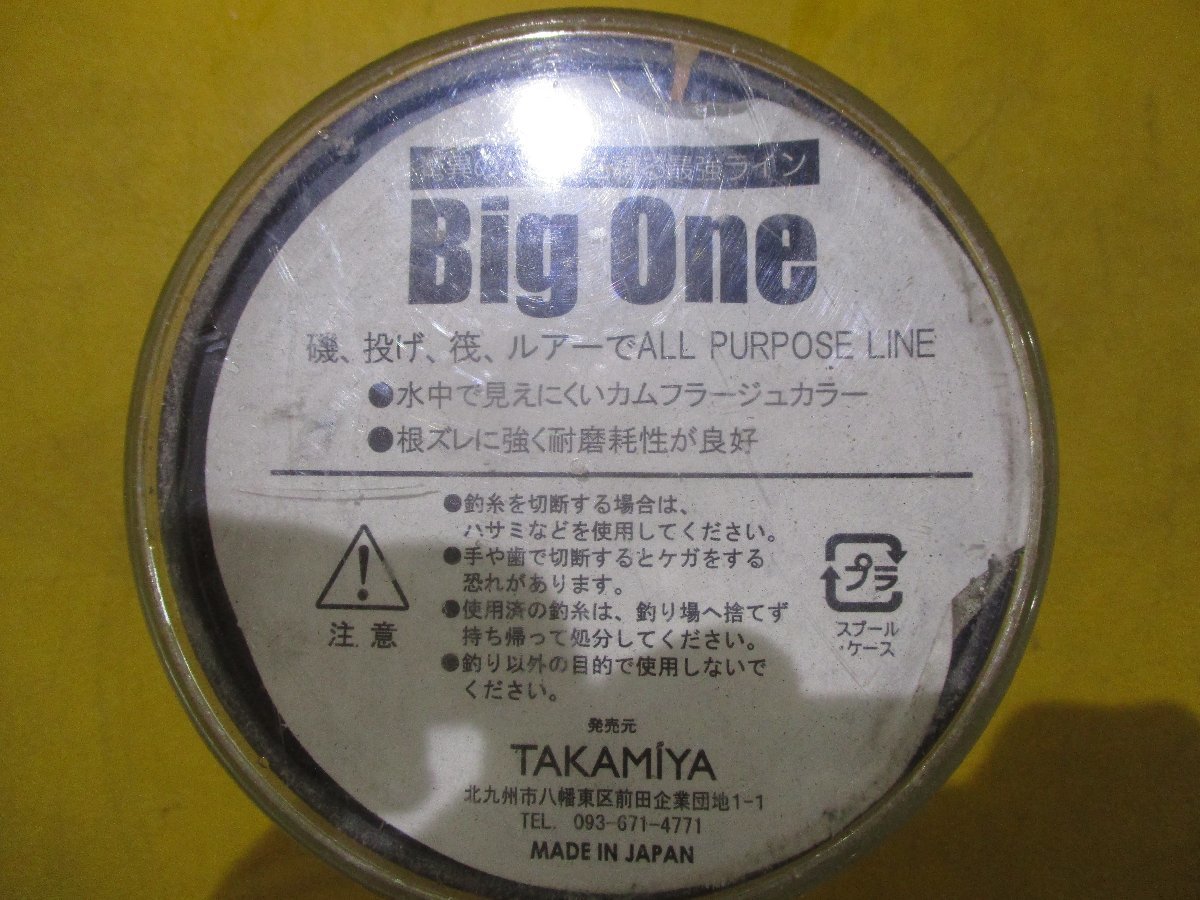 驚異の 最強ライン
Big One
磯、投げ、筏、ルアーでALL PURPOSE LINE
●水中で見えにくいカムフラージュカラー
●根ズレに強く耐磨耗性が良好
●釣糸を切断する場合は、
ハサミなどを使用してください。
●手や歯で切断するとケガをする
恐れがあります。
●使用済の釣糸は、釣り場へ捨てず
持ち帰って処分してください。
●釣り以外の目的で使用しないで
ください。
注意
プラ
スプール
・ケース
発売元
TAKAMÍYA
北九州市八幡東区前田企業団地1-1
TEL. 093-671-4771
MADE IN JAPAN